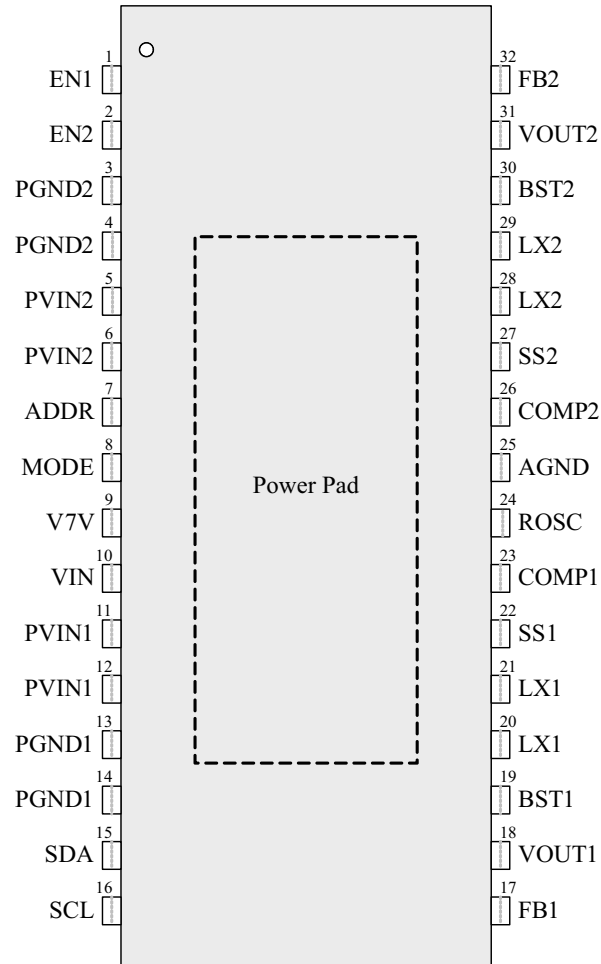 1
EN1
2
EN2
3
PGND2
4
PGND2
5
PVIN2
6
PVIN2
7
ADDR
8
MODE
9
V7V
10
VIN
11
PVIN1
12
PVIN1
13
PGND1
14
PGND1
15
SDA
16
SCL
Power Pad
32
FB2
31
VOUT2
30
BST2
29
LX2
28
LX2
27
SS2
26
COMP2
25
AGND
24
ROSC
23
COMP1
22
SS1
21
LX1
20
LX1
19
BST1
18
VOUT1
17
FB1